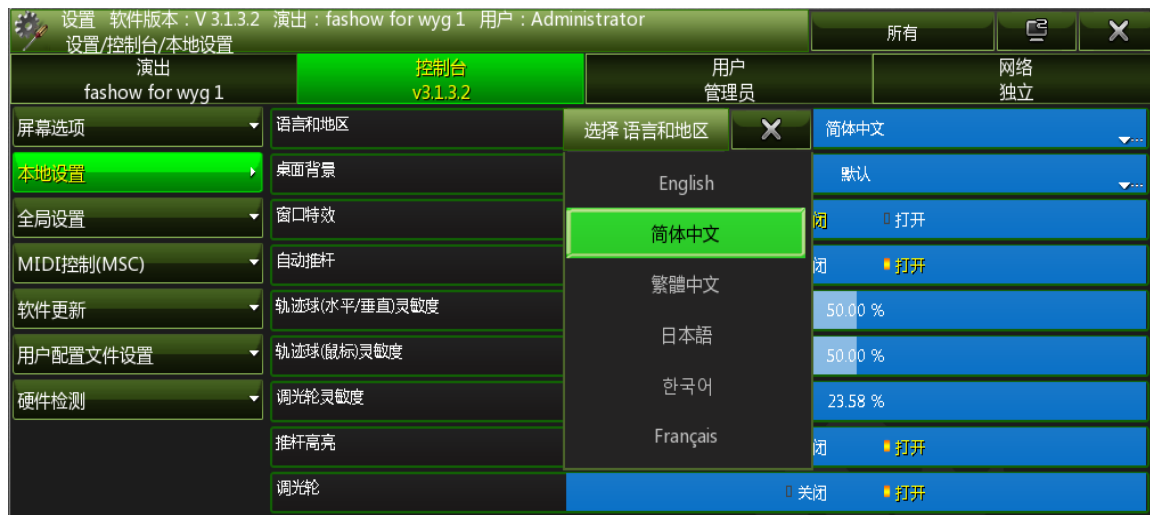 设置 软件版本：V 3.1.3.2 演出：fashow for wyg 1 用户：Administrator
设置/控制台/本地设置
所有
演出
fashow for wyg 1
控制台
v3.1.3.2
用户
管理员
网络
独立
屏幕选项
本地设置
全局设置
MIDI控制(MSC)
软件更新
用户配置文件设置
硬件检测
语言和地区
简体中文
桌面背景
默认
窗口特效
闭 打开
自动推杆
闭 打开
轨迹球(水平/垂直)灵敏度
50.00 %
轨迹球(鼠标)灵敏度
50.00 %
调光轮灵敏度
23.58 %
推杆高亮
闭 打开
调光轮
关闭 打开
选择 语言和地区
English
简体中文
繁體中文
日本語
한국어
Français